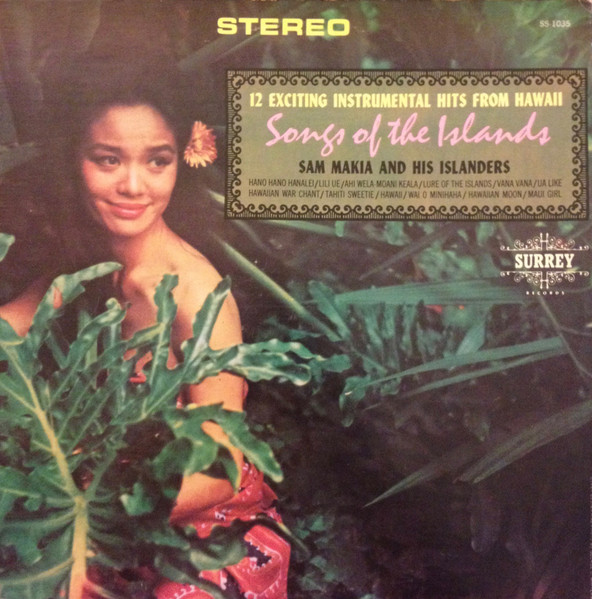 STEREO
SS 1035
12 EXCITING INSTRUMENTAL HITS FROM HAWAII
Songs of the Islands
SAM MAKIA AND HIS ISLANDERS
HANO HANO HANALEI/LILI UE/AHI WELA-MOANI KEALA/LURE OF THE ISLANDS/VANA VANA/UA LIKE
HAWAIIAN WAR CHANT/TAHITI SWEETIE/HAWAII/WAI O MINIHAHA/HAWAIIAN MOON/MAUI GIRL
SURREY
RECORDS